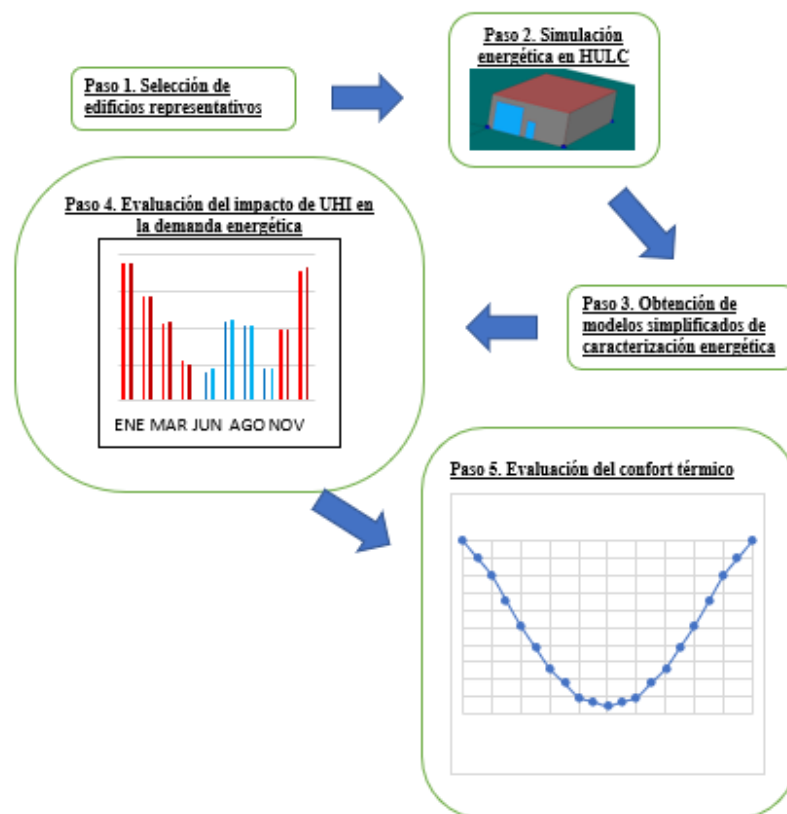 Paso 1. Selección de
edificios representativos
Paso 2. Simulación
energética en HULC
Paso 3. Obtención de
modelos simplificados de
caracterización energética
Paso 4. Evaluación del impacto de UHI en
la demanda energética
ENE MAR JUN AGO NOV
Paso 5. Evaluación del confort térmico